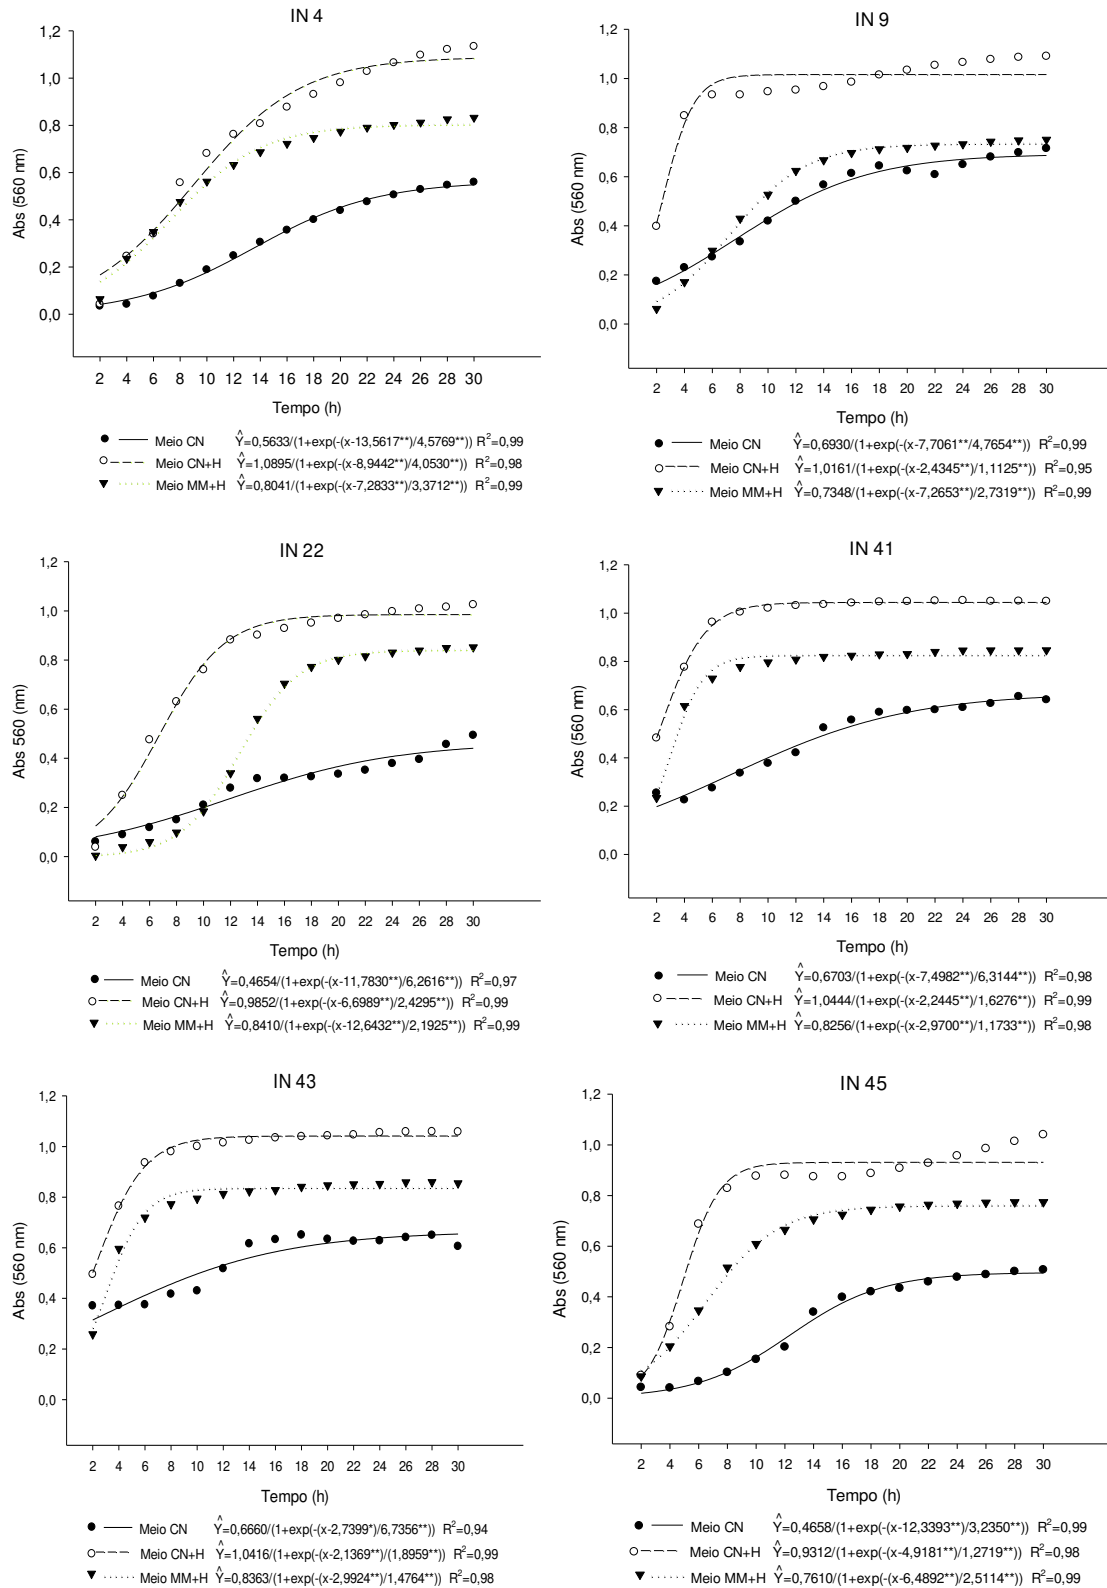 IN 4
1,2
1,0
0,8
0,6
0,4
0,2
0,0
Abs (560 nm)
2 4 6 8 10 12 14 16 18 20 22 24 26 28 30
Tempo (h)
Meio CN Ŷ=0,5633/(1+exp(-(x-13,5617**)/4,5769**)) R²=0,99
Meio CN+H Ŷ=1,0895/(1+exp(-(x-8,9442**)/4,0530**)) R²=0,98
Meio MM+H Ŷ=0,8041/(1+exp(-(x-7,2833**)/3,3712**)) R²=0,99
IN 9
1,2
1,0
0,8
0,6
0,4
0,2
0,0
Abs (560 nm)
2 4 6 8 10 12 14 16 18 20 22 24 26 28 30
Tempo (h)
Meio CN Ŷ=0,6930/(1+exp(-(x-7,7061**/4,7654**)) R²=0,99
Meio CN+H Ŷ=1,0161/(1+exp(-(x-2,4345**)/1,1125**)) R²=0,95
Meio MM+H Ŷ=0,7348/(1+exp(-(x-7,2653**)/2,7319**)) R²=0,99
IN 22
1,2
1,0
0,8
0,6
0,4
0,2
0,0
Abs 560 (nm)
2 4 6 8 10 12 14 16 18 20 22 24 26 28 30
Tempo (h)
Meio CN Ŷ=0,4654/(1+exp(-(x-11,7830**)/6,2616**)) R²=0,97
Meio CN+H Ŷ=0,9852/(1+exp(-(x-6,6989**)/2,4295**)) R²=0,99
Meio MM+H Ŷ=0,8410/(1+exp(-(x-12,6432**)/2,1925**)) R²=0,99
IN 41
1,2
1,0
0,8
0,6
0,4
0,2
0,0
Abs (560 nm)
2 4 6 8 10 12 14 16 18 20 22 24 26 28 30
Tempo (h)
Meio CN Ŷ=0,6703/(1+exp(-(x-7,4982**)/6,3144**)) R²=0,98
Meio CN+H Ŷ=1,0444/(1+exp(-(x-2,2445**)/1,6276**)) R²=0,99
Meio MM+H Ŷ=0,8256/(1+exp(-(x-2,9700**)/1,1733**)) R²=0,98
IN 43
1,2
1,0
0,8
0,6
0,4
0,2
0,0
Abs (560 nm)
2 4 6 8 10 12 14 16 18 20 22 24 26 28 30
Tempo (h)
Meio CN Ŷ=0,6660/(1+exp(-(x-2,7399*)/6,7356**)) R²=0,94
Meio CN+H Ŷ=1,0416/(1+exp(-(x-2,1369**)/(1,8959**)) R²=0,99
Meio MM+H Ŷ=0,8363/(1+exp(-(x-2,9924**)/1,4764**)) R²=0,98
IN 45
1,2
1,0
0,8
0,6
0,4
0,2
0,0
Abs (560 nm)
2 4 6 8 10 12 14 16 18 20 22 24 26 28 30
Tempo (h)
Meio CN Ŷ=0,4658/(1+exp(-(x-12,3393**)/3,2350**)) R²=0,99
Meio CN+H Ŷ=0,9312/(1+exp(-(x-4,9181**)/1,2719**)) R²=0,98
Meio MM+H Ŷ=0,7610/(1+exp(-(x-6,4892**)/2,5114**)) R²=0,99